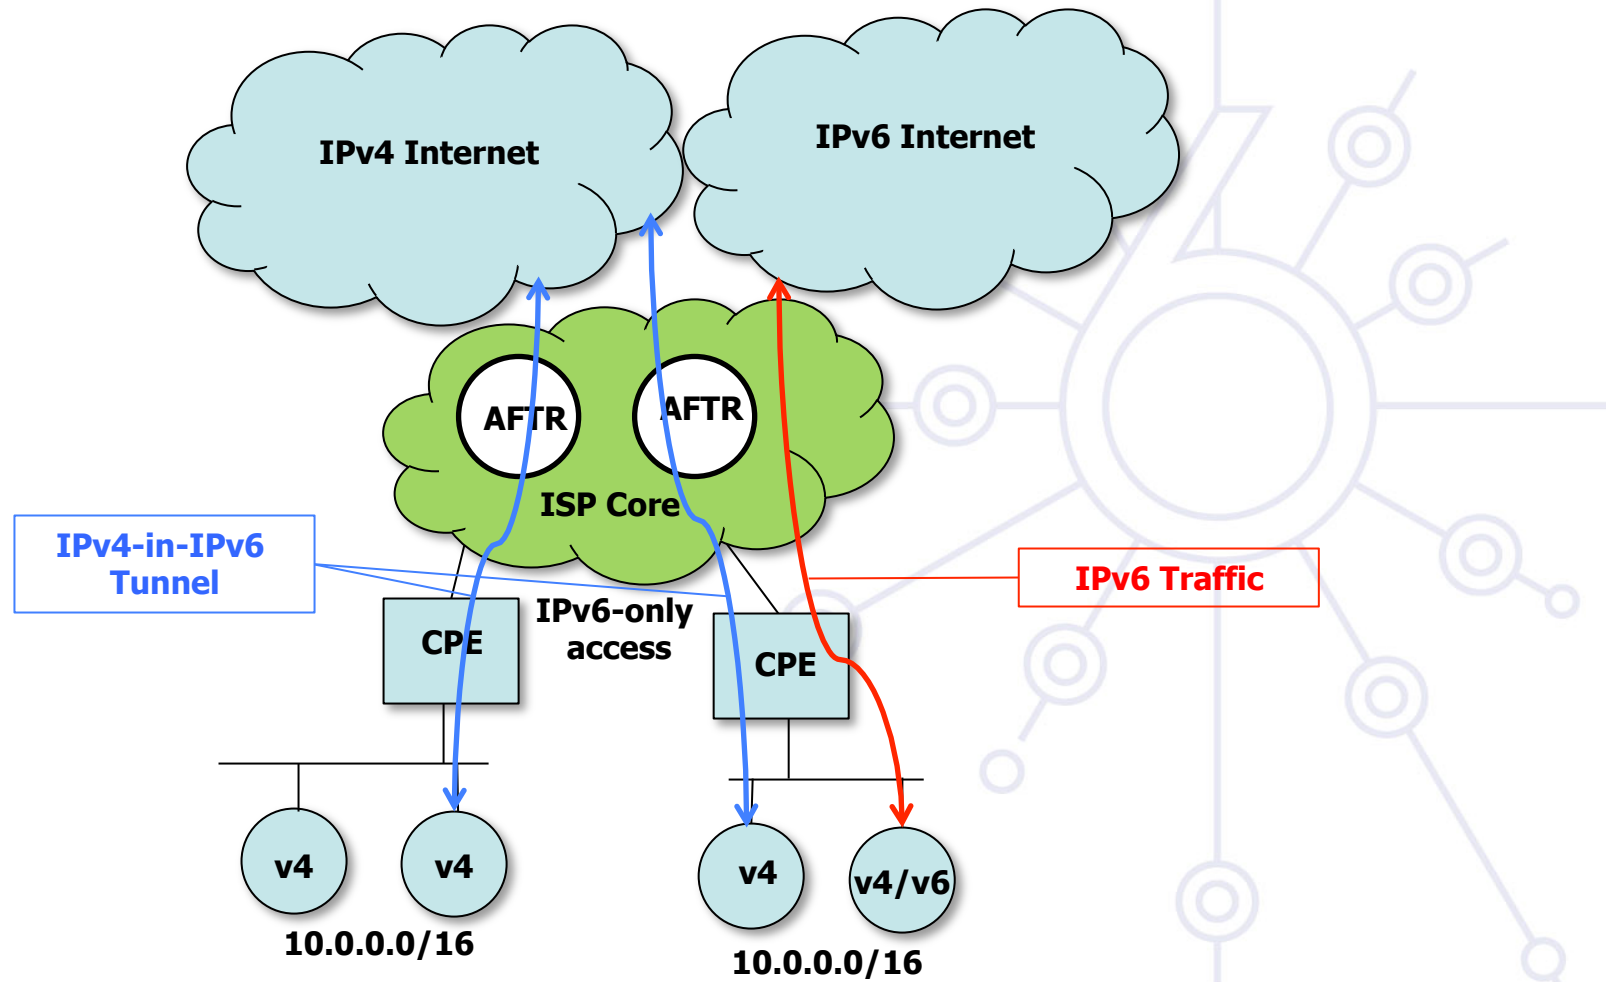 IPv4 Internet
IPv6 Internet
AFTR
AFTR
ISP Core
IPv4-in-IPv6
Tunnel
IPv6 Traffic
IPv6-only
access
CPE
CPE
v4
v4
v4
v4/v6
10.0.0.0/16
10.0.0.0/16